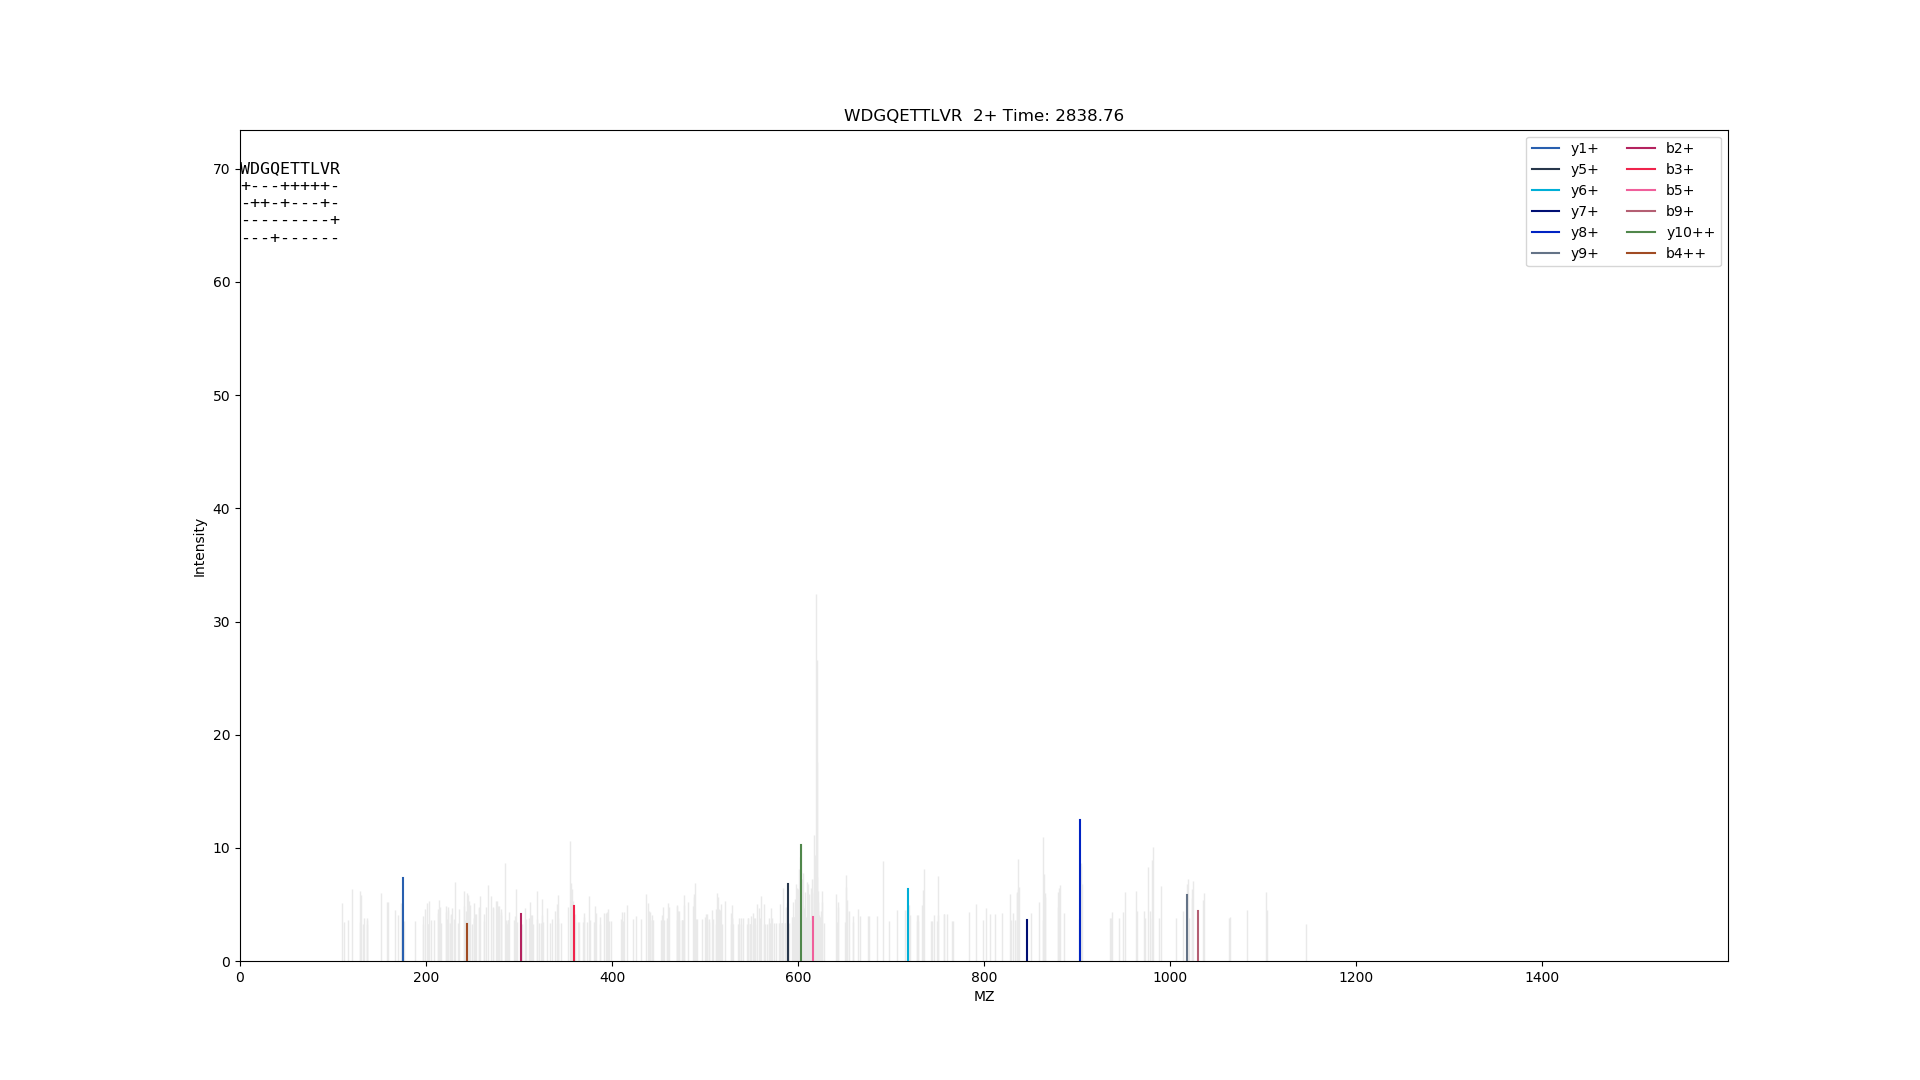 WDGQETTLVR  2+ Time: 2838.76
WDGQETTLVR
+---+++++-
-++-+---+-
---------+
---+------
y1+
y5+
y6+
y7+
y8+
y9+
b2+
b3+
b5+
b9+
y10++
b4++
70
60
50
40
30
20
10
0
Intensity
0 200 400 600 800 1000 1200 1400
MZ